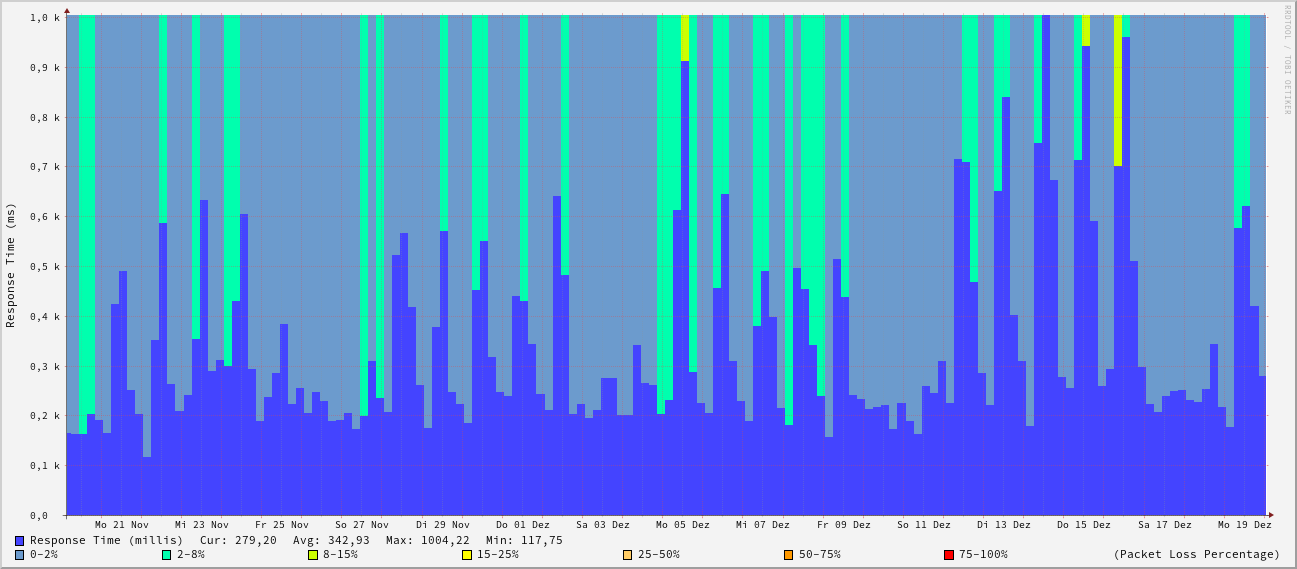 RRDTOOL / TOBI OETIKER
Response Time (ms)
1,0 k
0,9 k
0,8 k
0,7 k
0,6 k
0,5 k
0,4 k
0,3 k
0,2 k
0,1 k
0,0
Mo 21 Nov Mi 23 Nov Fr 25 Nov So 27 Nov Di 29 Nov Do 01 Dez Sa 03 Dez Mo 05 Dez Mi 07 Dez Fr 09 Dez So 11 Dez Di 13 Dez Do 15 Dez Sa 17 Dez Mo 19 Dez
Response Time (millis) Cur: 279,20 Avg: 342,93 Max: 1004,22 Min: 117,75
0-2% 2-8% 8-15% 15-25% 25-50% 50-75% 75-100% (Packet Loss Percentage)